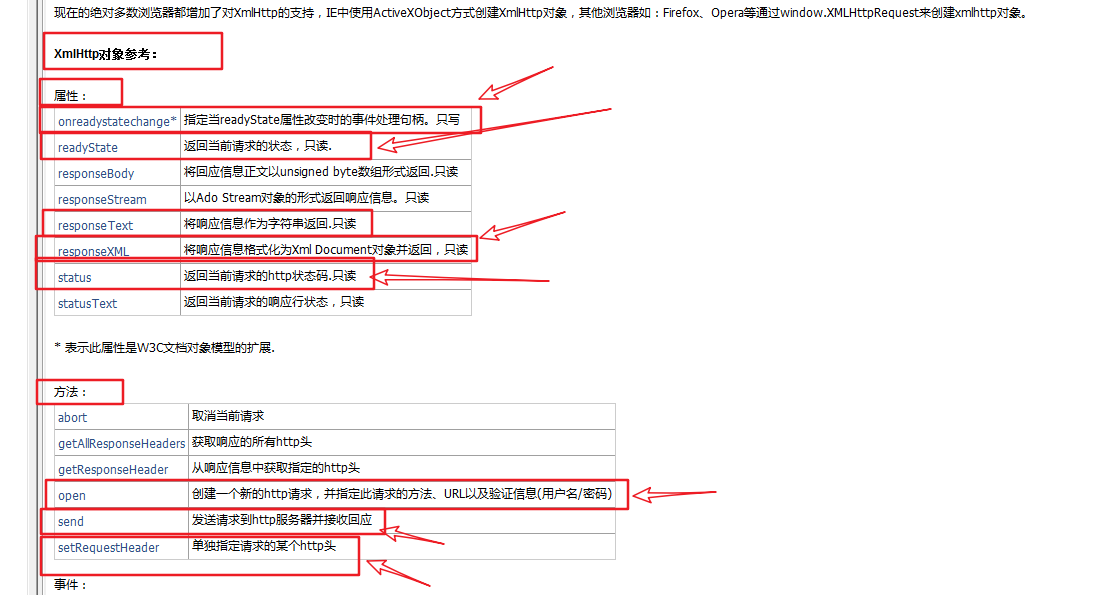 现在的绝对多数浏览器都增加了对XmlHttp的支持，IE中使用ActiveXObject方式创建XmlHttp对象，其他浏览器如：Firefox、Opera等通过window.XMLHttpRequest来创建xmlhttp对象。
XmlHttp对象参考：
属性：
onreadystatechange* 指定当readyState属性改变时的事件处理句柄。只写
readyState 返回当前请求的状态，只读.
responseBody 将回应信息正文以unsigned byte数组形式返回.只读
responseStream 以Ado Stream对象的形式返回响应信息。只读
responseText 将响应信息作为字符串返回.只读
responseXML 将响应信息格式化为Xml Document对象并返回，只读
status 返回当前请求的http状态码.只读
statusText 返回当前请求的响应行状态，只读
* 表示此属性是W3C文档对象模型的扩展.
方法：
abort 取消当前请求
getAllResponseHeaders 获取响应的所有http头
getResponseHeader 从响应信息中获取指定的http头
open 创建一个新的http请求，并指定此请求的方法、URL以及验证信息(用户名/密码)
send 发送请求到http服务器并接收回应
setRequestHeader 单独指定请求的某个http头
事件：